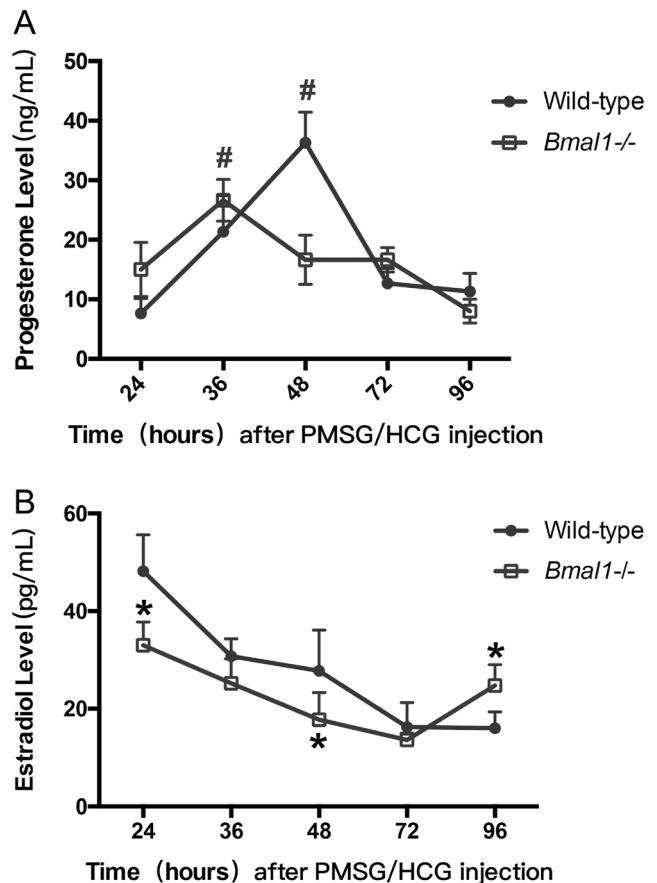 A
50
40
30
20
10
0
Progesterone Level (ng/mL)
#
#
Wild-type
Bmal1-/-
24
36
48
72
96
Time（hours）after PMSG/HCG injection
B
60
40
20
0
Estradiol Level (pg/mL)
*
*
*
Wild-type
Bmal1-/-
24
36
48
72
96
Time（hours）after PMSG/HCG injection